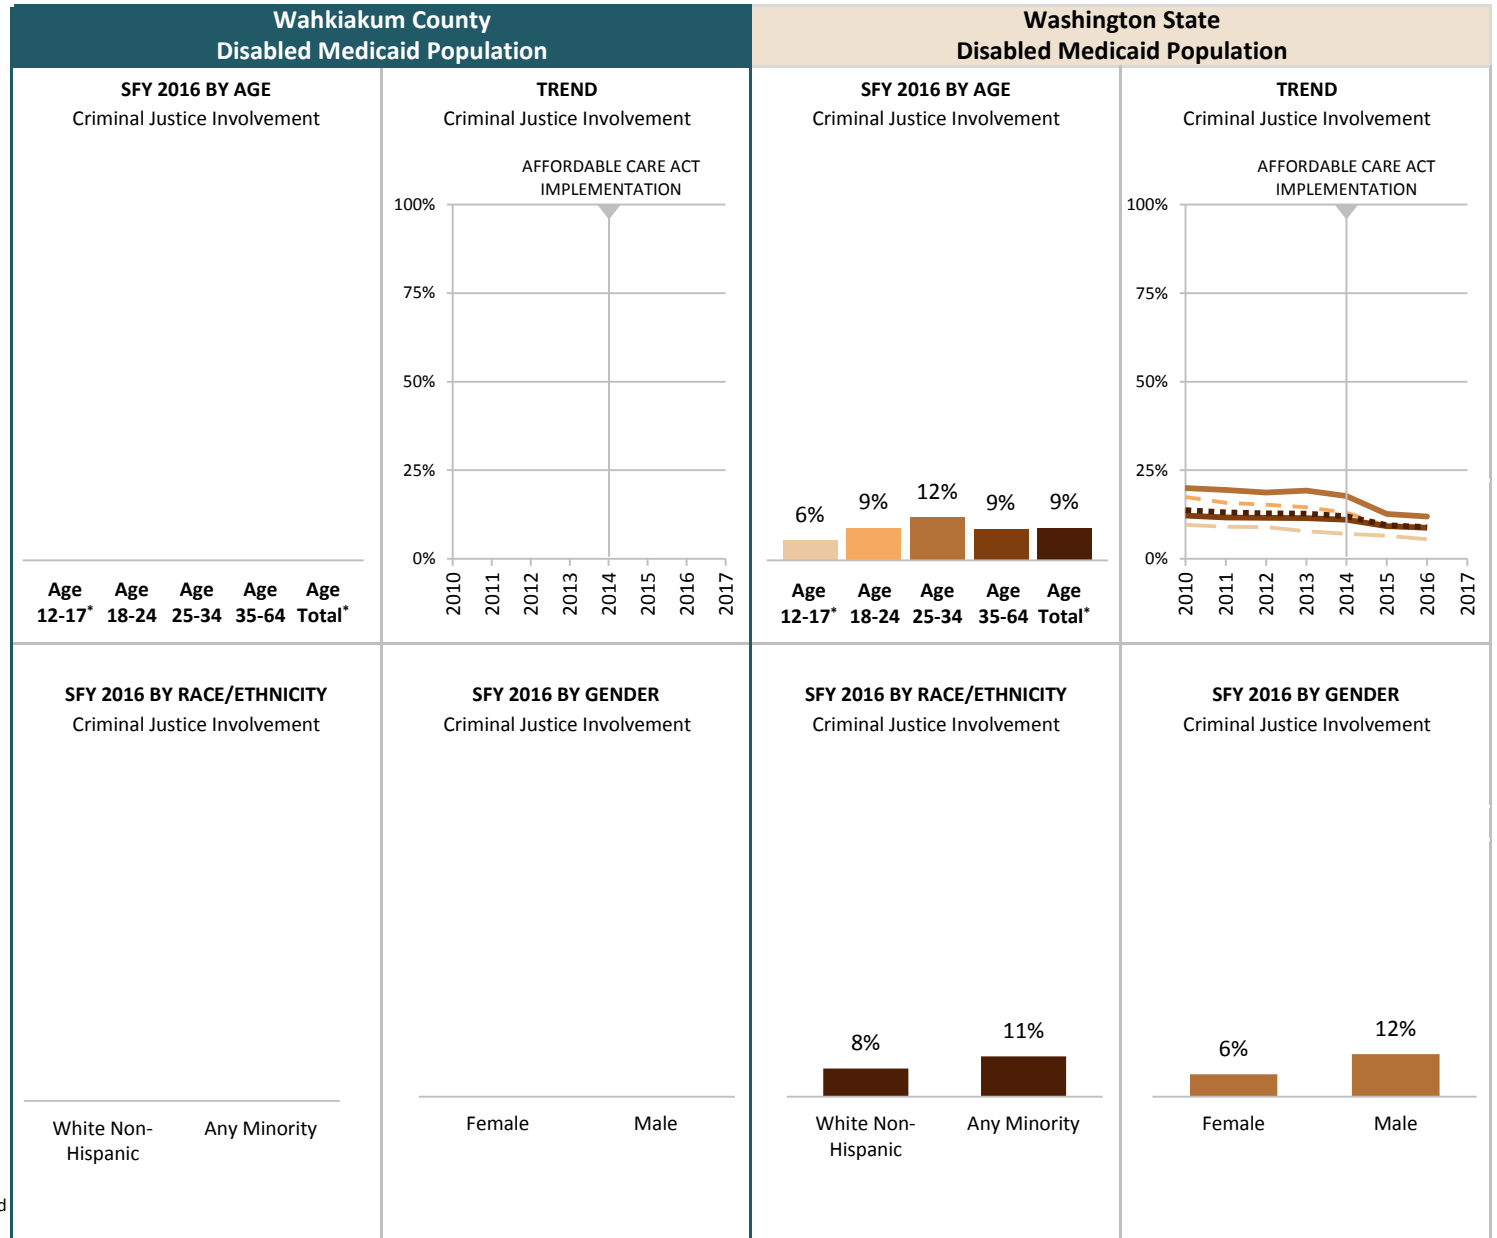 Wahkiakum County
Disabled Medicaid Population
SFY 2016 BY AGE
Criminal Justice Involvement
Age Age Age Age Age
12-17* 18-24 25-34 35-64 Total*
TREND
Criminal Justice Involvement
AFFORDABLE CARE ACT
IMPLEMENTATION
100%
75%
50%
25%
0%
2010
2011
2012
2013
2014
2015
2016
2017
SFY 2016 BY RACE/ETHNICITY
Criminal Justice Involvement
White Non-
Hispanic
Any Minority
SFY 2016 BY GENDER
Criminal Justice Involvement
Female
Male
Washington State
Disabled Medicaid Population
SFY 2016 BY AGE
Criminal Justice Involvement
6% 9% 12% 9% 9%
Age Age Age Age Age
12-17* 18-24 25-34 35-64 Total*
TREND
Criminal Justice Involvement
AFFORDABLE CARE ACT
IMPLEMENTATION
100%
75%
50%
25%
0%
2010
2011
2012
2013
2014
2015
2016
2017
SFY 2016 BY RACE/ETHNICITY
Criminal Justice Involvement
8%
11%
White Non-
Hispanic
Any Minority
SFY 2016 BY GENDER
Criminal Justice Involvement
6%
12%
Female
Male